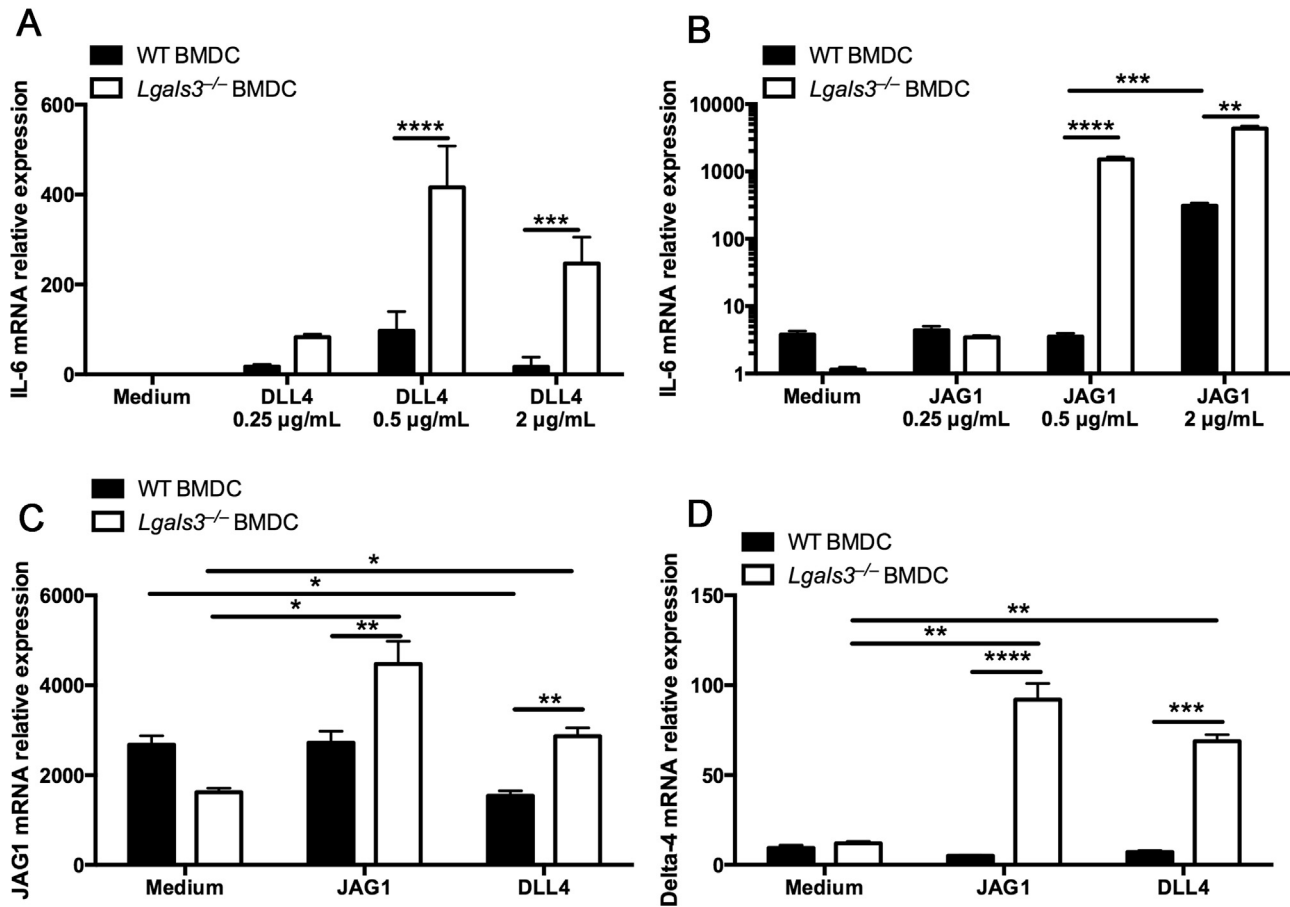 A
WT BMDC
Lgals3–/– BMDC
IL-6 mRNA relative expression
600
400
200
0
****
***
Medium
DLL4
0.25 µg/mL
DLL4
0.5 µg/mL
DLL4
2 µg/mL
B
WT BMDC
Lgals3–/– BMDC
IL-6 mRNA relative expression
10000
1000
100
10
1
***
****
**
Medium
JAG1
0.25 µg/mL
JAG1
0.5 µg/mL
JAG1
2 µg/mL
C
WT BMDC
Lgals3–/– BMDC
JAG1 mRNA relative expression
6000
4000
2000
0
*
*
*
**
**
Medium
JAG1
DLL4
D
WT BMDC
Lgals3–/– BMDC
Delta-4 mRNA relative expression
150
100
50
0
**
**
****
***
Medium
JAG1
DLL4